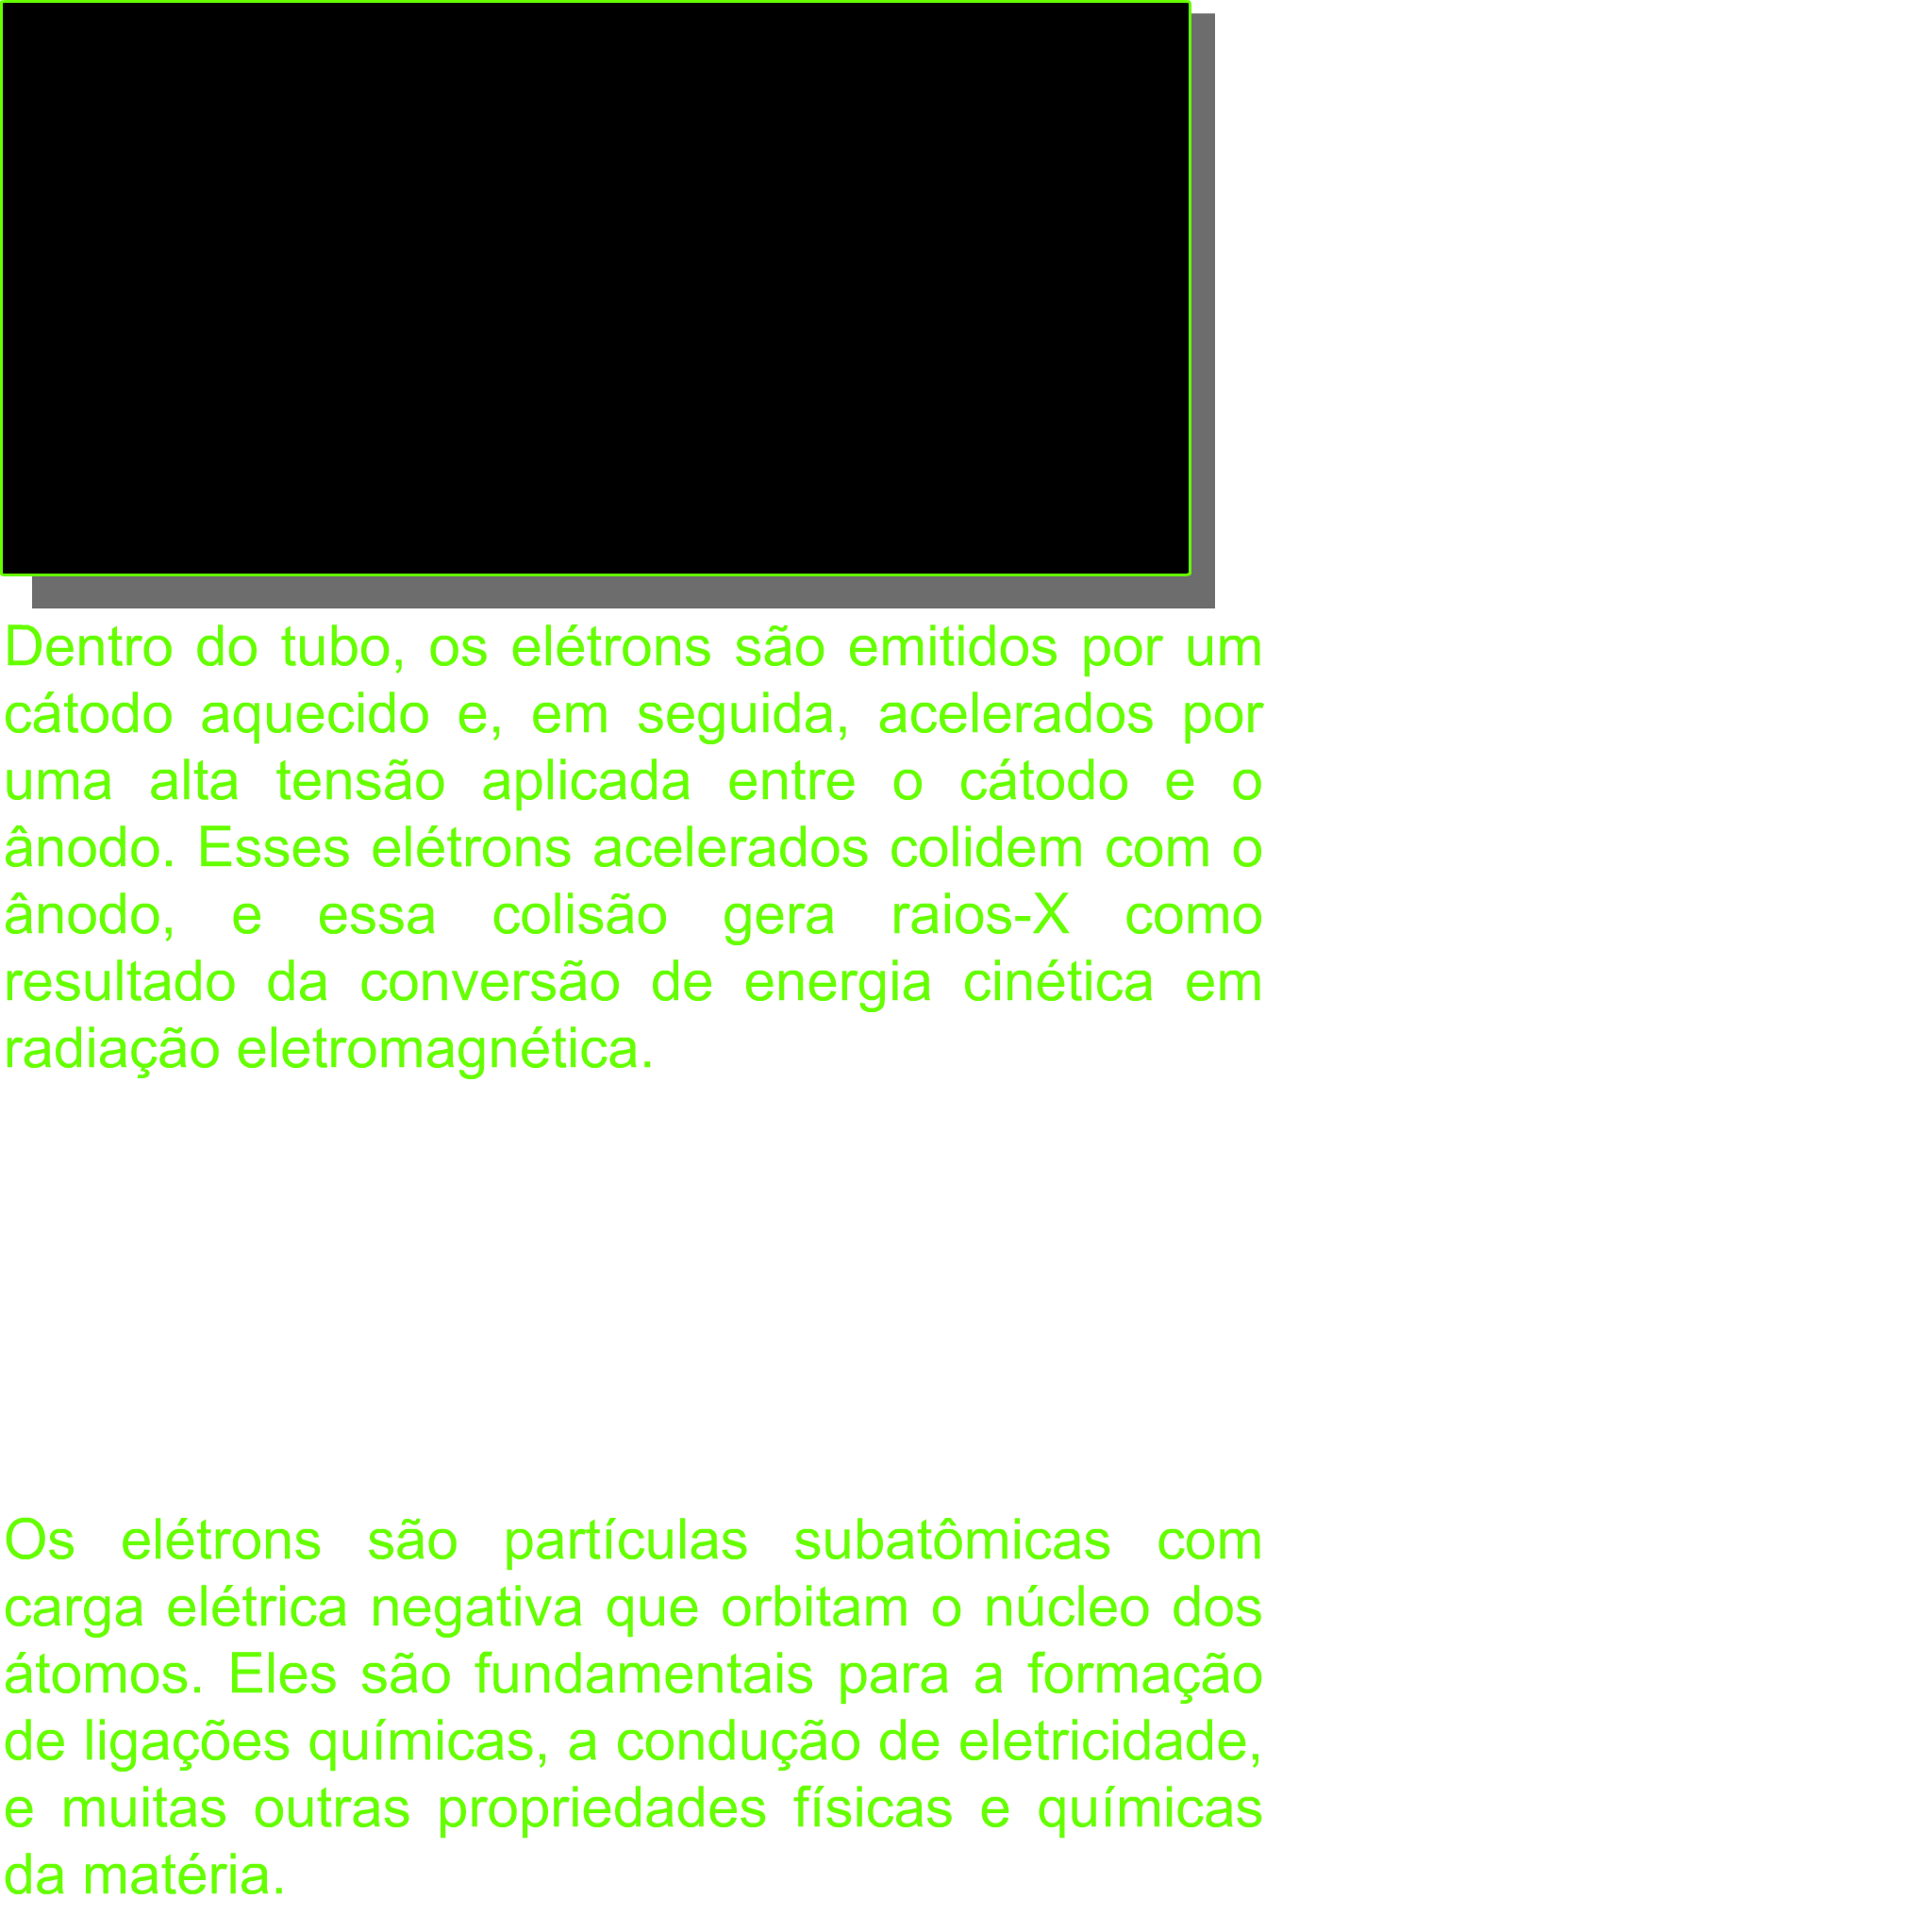 Dentro do tubo, os elétrons são emitidos por um
cátodo aquecido e, em seguida, acelerados por
uma alta tensão aplicada entre o cátodo e o
ânodo. Esses elétrons acelerados colidem com o
ânodo, e essa colisão gera raios-X como
resultado da conversão de energia cinética em
radiação eletromagnética.
Os elétrons são partículas subatômicas com
carga elétrica negativa que orbitam o núcleo dos
átomos. Eles são fundamentais para a formação
de ligações químicas, a condução de eletricidade,
e muitas outras propriedades físicas e químicas
da matéria.